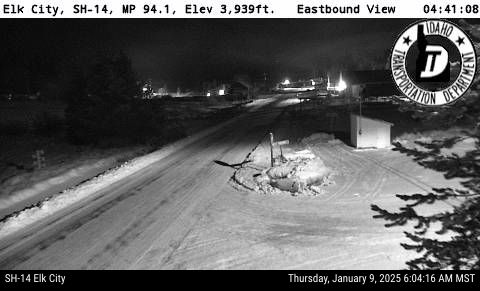 Elk City, SH-14, MP 94.1, Elev 3,939ft. Eastbound View 04:41:08
IDAHO
TRANSPORTATION DEPARTMENT
SH-14 Elk City Thursday, January 9, 2025 6:04:16 AM MST